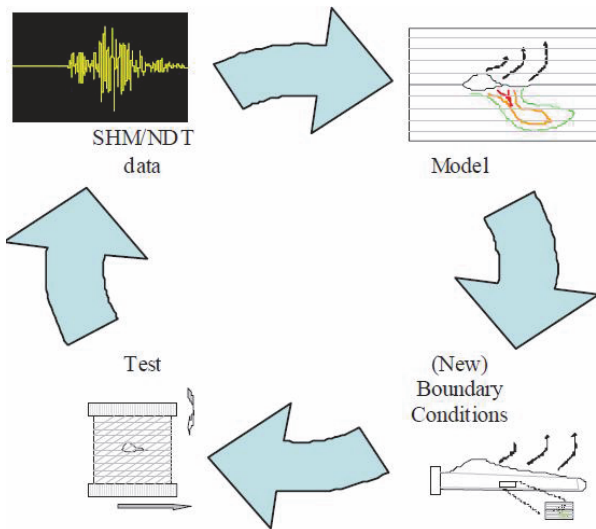 SHM/NDT
data
Model
Test
(New)
Boundary
Conditions